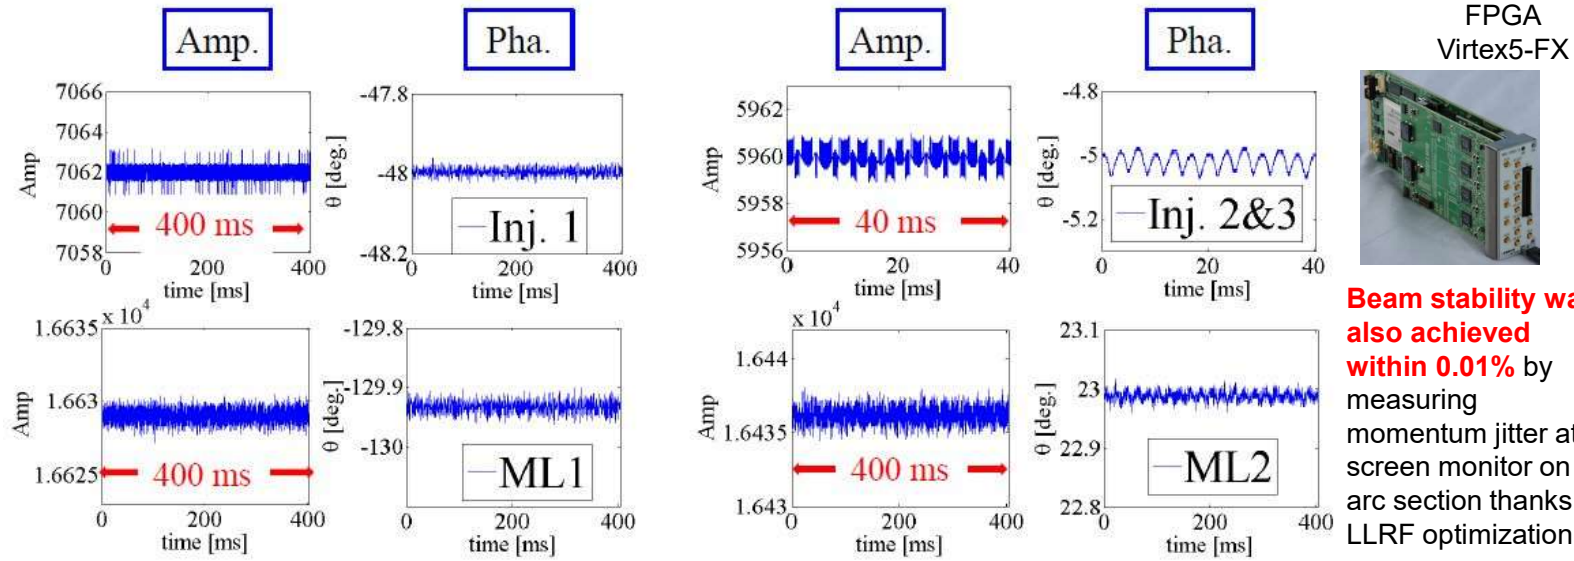 Amp.
Pha.
Amp.
Pha.
FPGA
Virtex5-FX
7066
7064
7062
7060
7058
Amp
400 ms
0
200
400
time [ms]
-47.8
-48
-48.2
θ [deg.]
Inj. 1
0
200
400
time [ms]
5962
5960
5958
5956
Amp
40 ms
0
20
40
time [ms]
-4.8
-5
-5.2
θ [deg.]
Inj. 2&3
0
20
40
time [ms]
x 10^4
1.6635
1.663
1.6625
Amp
400 ms
0
200
400
time [ms]
-129.8
-129.9
-130
θ [deg.]
ML1
0
200
400
time [ms]
x 10^4
1.644
1.6435
1.643
Amp
400 ms
0
200
400
time [ms]
23.1
23
22.9
22.8
θ [deg.]
ML2
0
200
400
time [ms]
Beam stability wa
also achieved
within 0.01% by
measuring
momentum jitter at
screen monitor on
arc section thanks
LLRF optimization